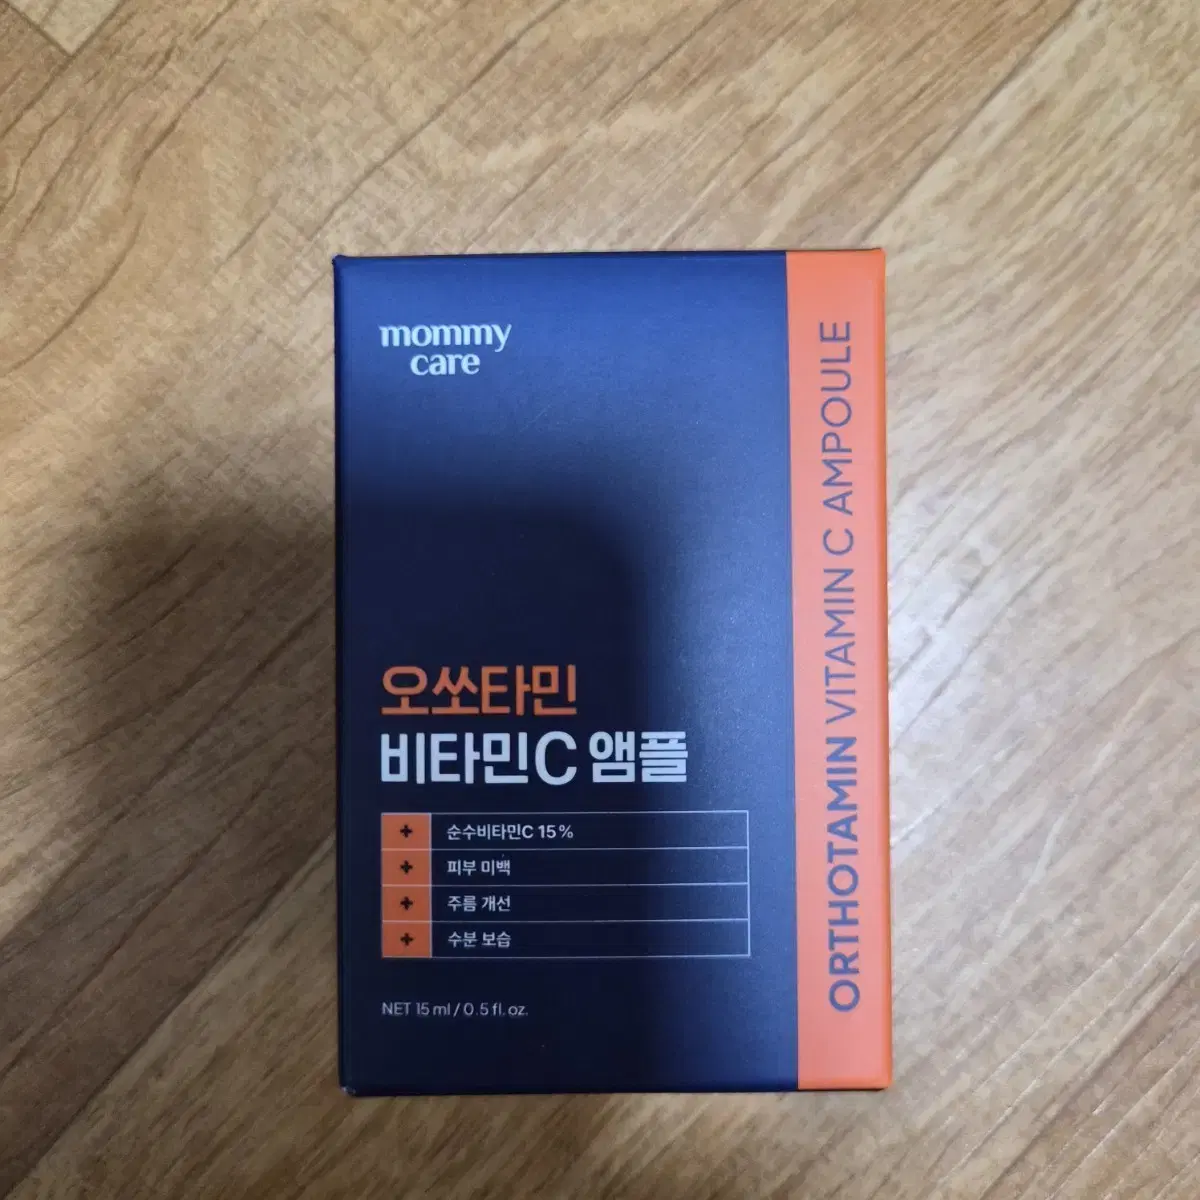 mommy
care
오쏘타민
비타민C 앰플
+ 순수비타민C 15%
+ 피부 미백
+ 주름 개선
+ 수분 보습
NET 15 ml / 0.5 fl. oz.
ORTHOTAMIN VITAMIN C AMPOULE